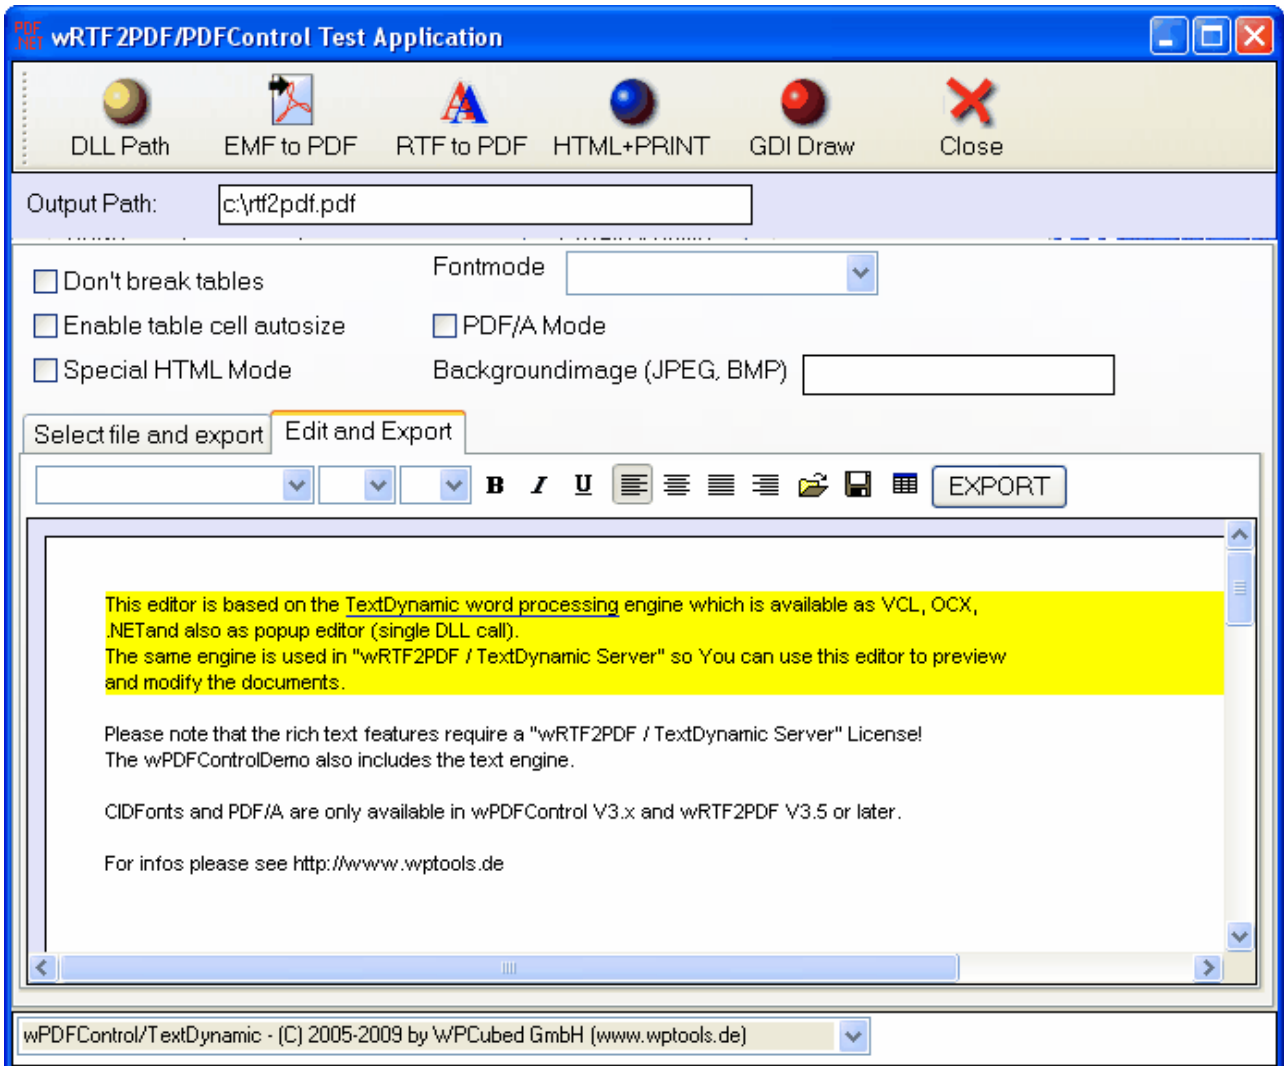 PDF .NET wRTF2PDF/PDFControl Test Application
DLL Path EMF to PDF RTF to PDF HTML+PRINT GDI Draw Close
Output Path: c:\rtf2pdf.pdf
Don't break tables Fontmode
Enable table cell autosize PDF/A Mode
Special HTML Mode Backgroundimage (JPEG, BMP)
Select file and export Edit and Export
B I U EXPORT
This editor is based on the TextDynamic word processing engine which is available as VCL, OCX,
.NETand also as popup editor (single DLL call).
The same engine is used in "wRTF2PDF / TextDynamic Server" so You can use this editor to preview
and modify the documents.
Please note that the rich text features require a "wRTF2PDF / TextDynamic Server" License!
The wPDFControlDemo also includes the text engine.
CIDFonts and PDF/A are only available in wPDFControl V3.x and wRTF2PDF V3.5 or later.
For infos please see http://www.wptools.de
wPDFControl/TextDynamic - (C) 2005-2009 by WPCubed GmbH (www.wptools.de)